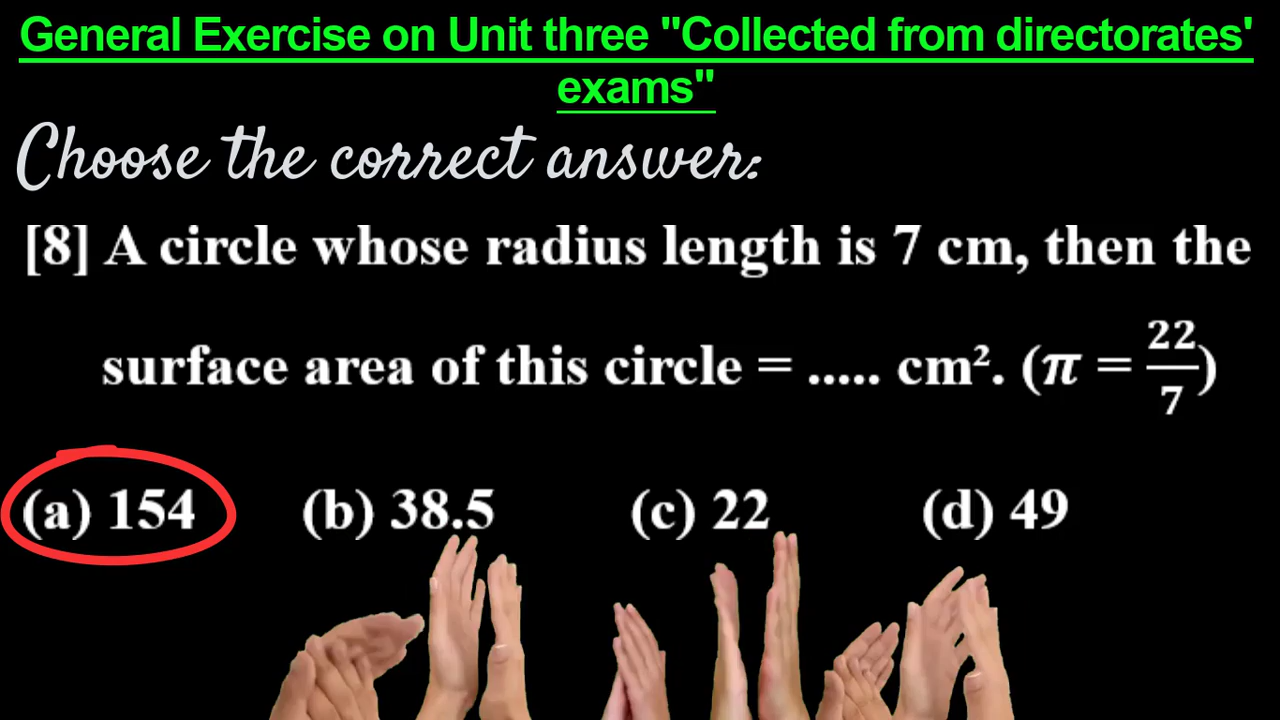 General Exercise on Unit three "Collected from directorates'
exams"
Choose the correct answer:
[8] A circle whose radius length is 7 cm, then the
surface area of this circle = ..... cm². (π = 22/7)
(a) 154 (b) 38.5 (c) 22 (d) 49